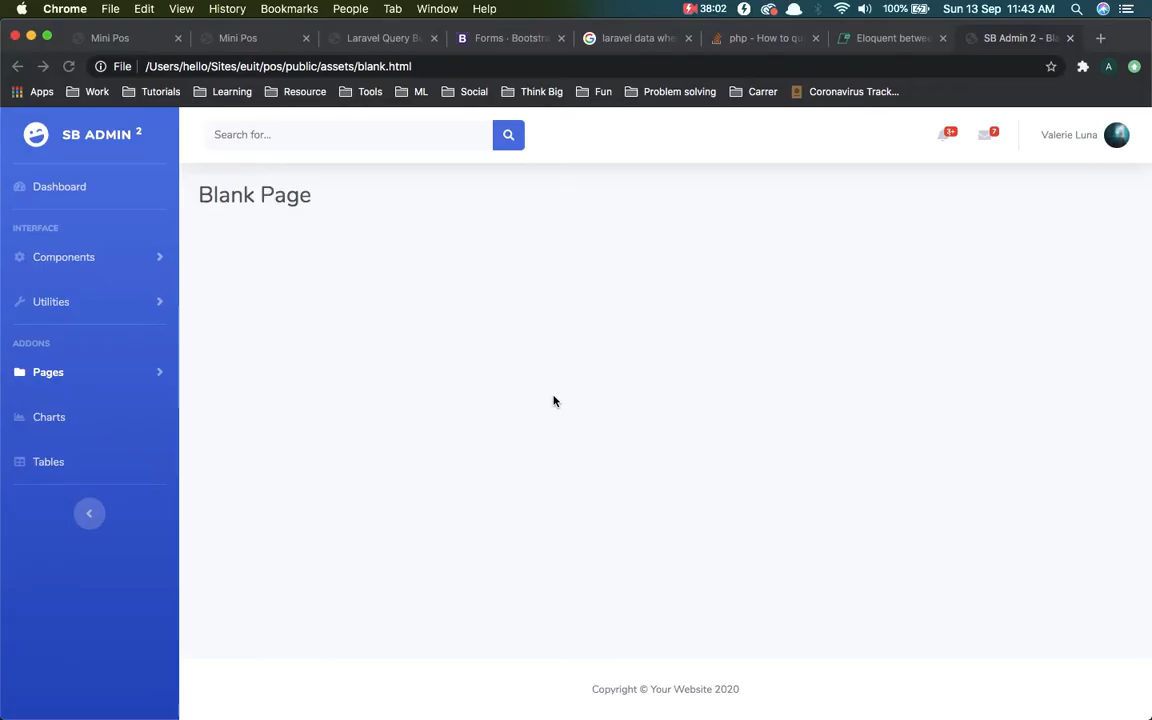 Chrome File Edit View History Bookmarks People Tab Window Help 38:02 100% Sun 13 Sep 11:43 AM
Mini Pos Mini Pos Laravel Query Bu Forms · Bootstra laravel data whe php - How to qu Eloquent betwee SB Admin 2 - Bla
File /Users/hello/Sites/euit/pos/public/assets/blank.html A
Apps Work Tutorials Learning Resource Tools ML Social Think Big Fun Problem solving Carrer Coronavirus Track...
SB ADMIN 2
Search for...
3+ 7 Valerie Luna
Dashboard
Blank Page
INTERFACE
Components
Utilities
ADDONS
Pages
Charts
Tables
Copyright © Your Website 2020